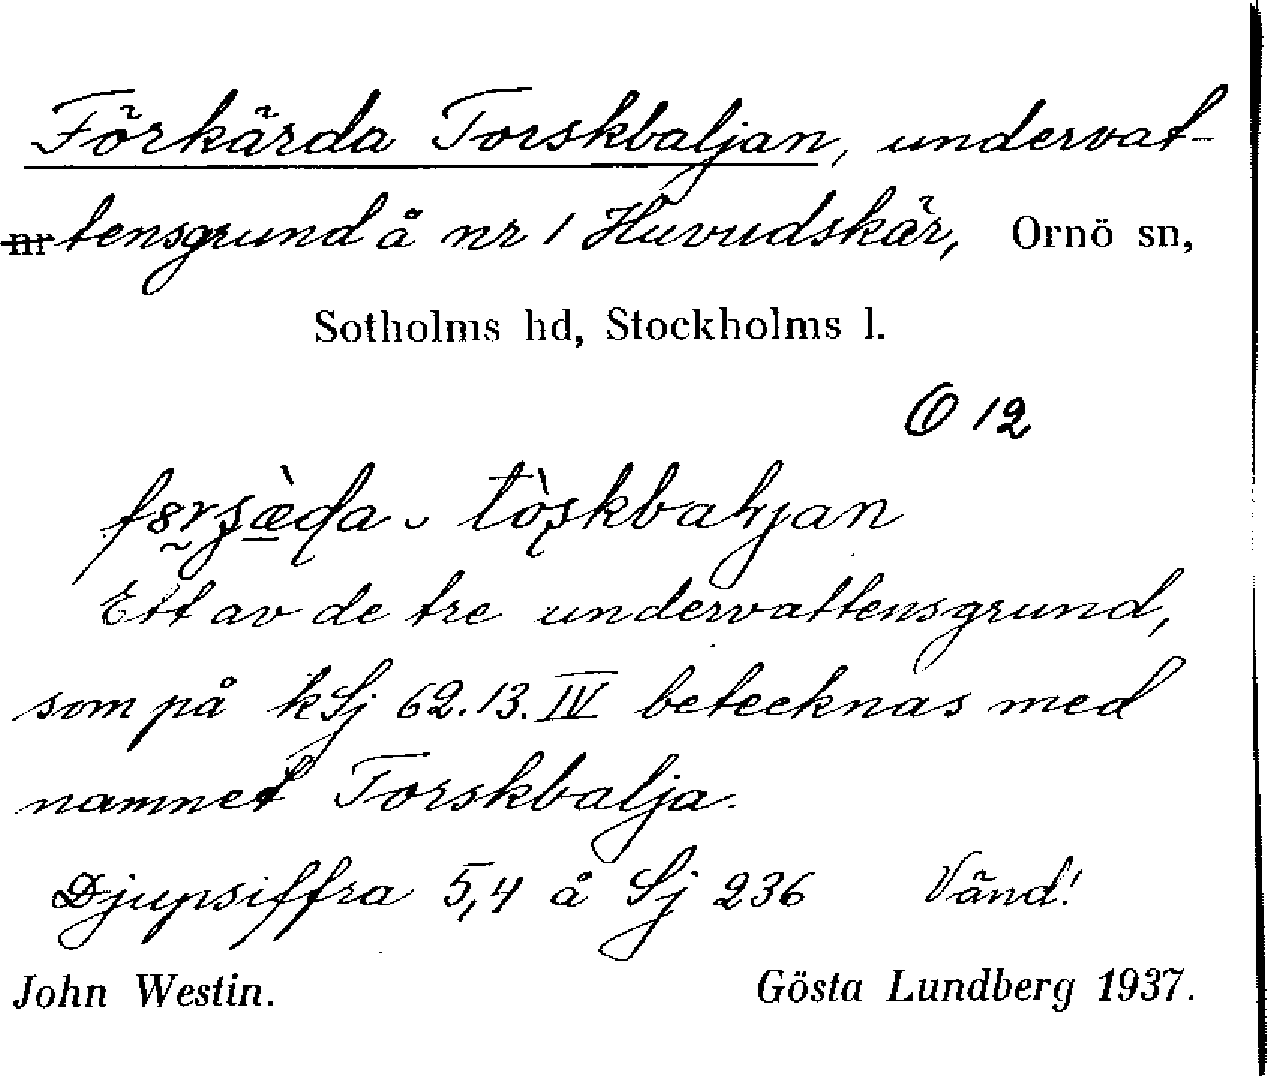 Förkärda Torskbaljan, undervat-
nr tensgrund å nr 1 Huvudskär, Ornö sn,
Sotholms hd, Stockholms l.
Ö 12
Ett av de tre undervattensgrund,
som på kSj 62.13.IV betecknas med
namnet Torskbalja.
Djupsiffra 5,4 å Sj 236 Vänd!
John Westin. Gösta Lundberg 1937.